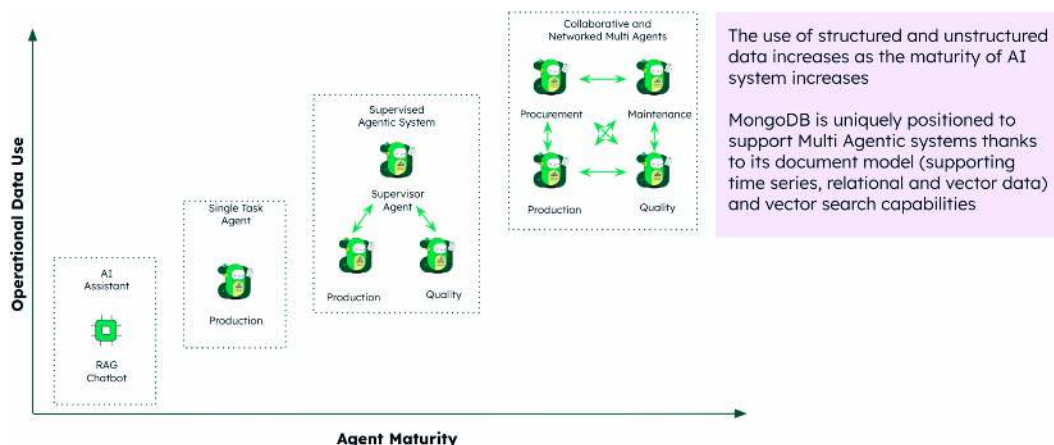 Operational Data Use
AI
Assistant
RAG
Chatbot
Single Task
Agent
Production
Supervised
Agentic System
Supervisor
Agent
Production
Quality
Collaborative and
Networked Multi Agents
Procurement
Maintenance
Production
Quality
Agent Maturity
The use of structured and unstructured
data increases as the maturity of AI
system increases
MongoDB is uniquely positioned to
support Multi Agentic systems thanks
to its document model (supporting
time series, relational and vector data)
and vector search capabilities